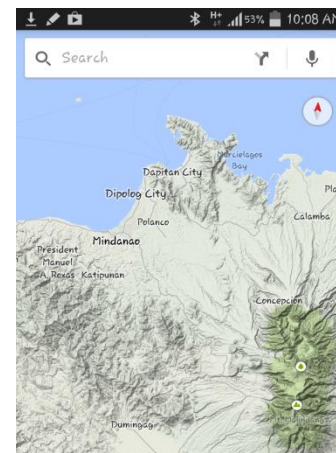 H+ 53% 10:08 AM
Search
Murcielagos
Bay
Dapitan City
Dipolog City
Polanco
Calamba
Mindanao
President
Manuel
A. Roxas Katipunan
Concepcion
Dumingag